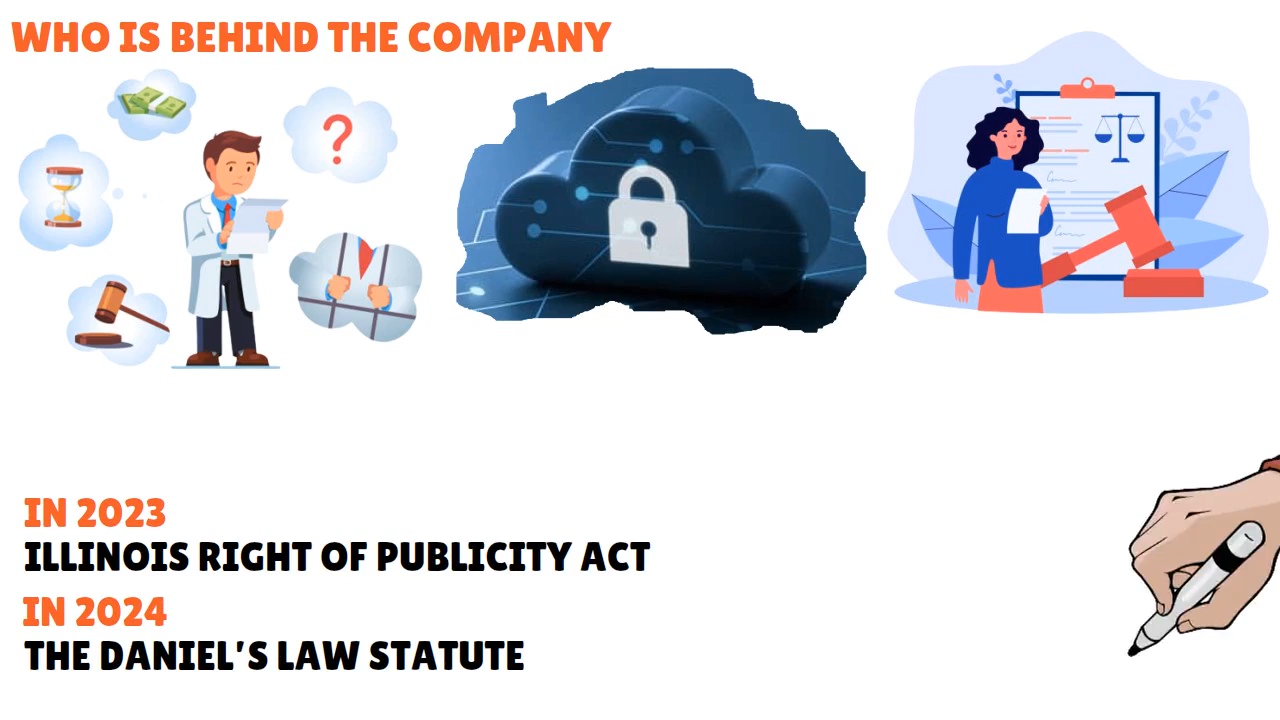 WHO IS BEHIND THE COMPANY
?
IN 2023
ILLINOIS RIGHT OF PUBLICITY ACT
IN 2024
THE DANIEL'S LAW STATUTE